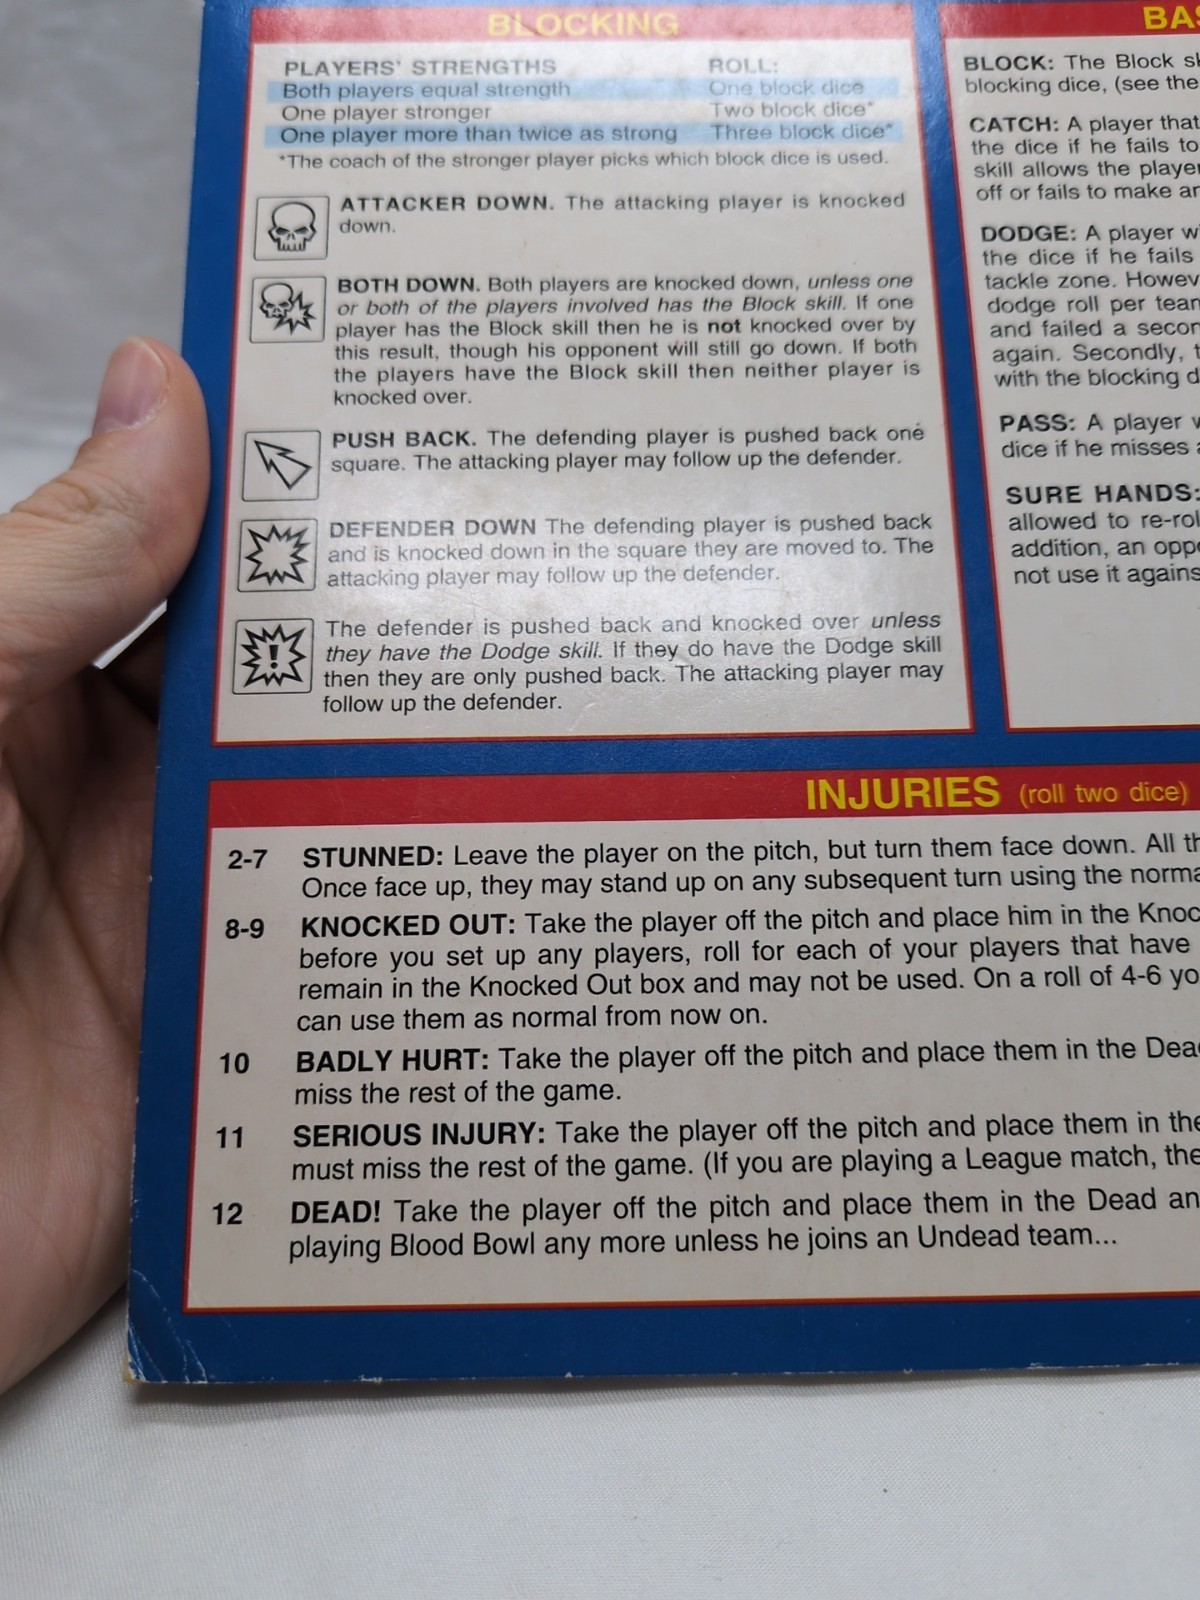 BLOCKING
PLAYERS' STRENGTHS ROLL:
Both players equal strength One block dice
One player stronger Two block dice*
One player more than twice as strong Three block dice*
*The coach of the stronger player picks which block dice is used.
ATTACKER DOWN. The attacking player is knocked
down.
BOTH DOWN. Both players are knocked down, unless one
or both of the players involved has the Block skill. If one
player has the Block skill then he is not knocked over by
this result, though his opponent will still go down. If both
the players have the Block skill then neither player is
knocked over.
PUSH BACK. The defending player is pushed back one
square. The attacking player may follow up the defender.
DEFENDER DOWN The defending player is pushed back
and is knocked down in the square they are moved to. The
attacking player may follow up the defender.
!
The defender is pushed back and knocked over unless
they have the Dodge skill. If they do have the Dodge skill
then they are only pushed back. The attacking player may
follow up the defender.
BLOCK: The Block
blocking dice, (see the
CATCH: A player that
the dice if he fails to
skill allows the
off or fails to make
DODGE: A player
the dice if he fails
tackle zone.
dodge roll per
and failed a
again. Secondly,
with the blocking
PASS: A player
dice if he misses
SURE HANDS:
allowed to
addition, an
not use it
INJURIES (roll two dice)
2-7 STUNNED: Leave the player on the pitch, but turn them face down. All
Once face up, they may stand up on any subsequent turn using the
8-9 KNOCKED OUT: Take the player off the pitch and place him in the
before you set up any players, roll for each of your players that have
remain in the Knocked Out box and may not be used. On a roll of 4-6
can use them as normal from now on.
10 BADLY HURT: Take the player off the pitch and place them in the
miss the rest of the game.
11 SERIOUS INJURY: Take the player off the pitch and place them in the
must miss the rest of the game. (If you are playing a League match,
12 DEAD! Take the player off the pitch and place them in the Dead
playing Blood Bowl any more unless he joins an Undead team...